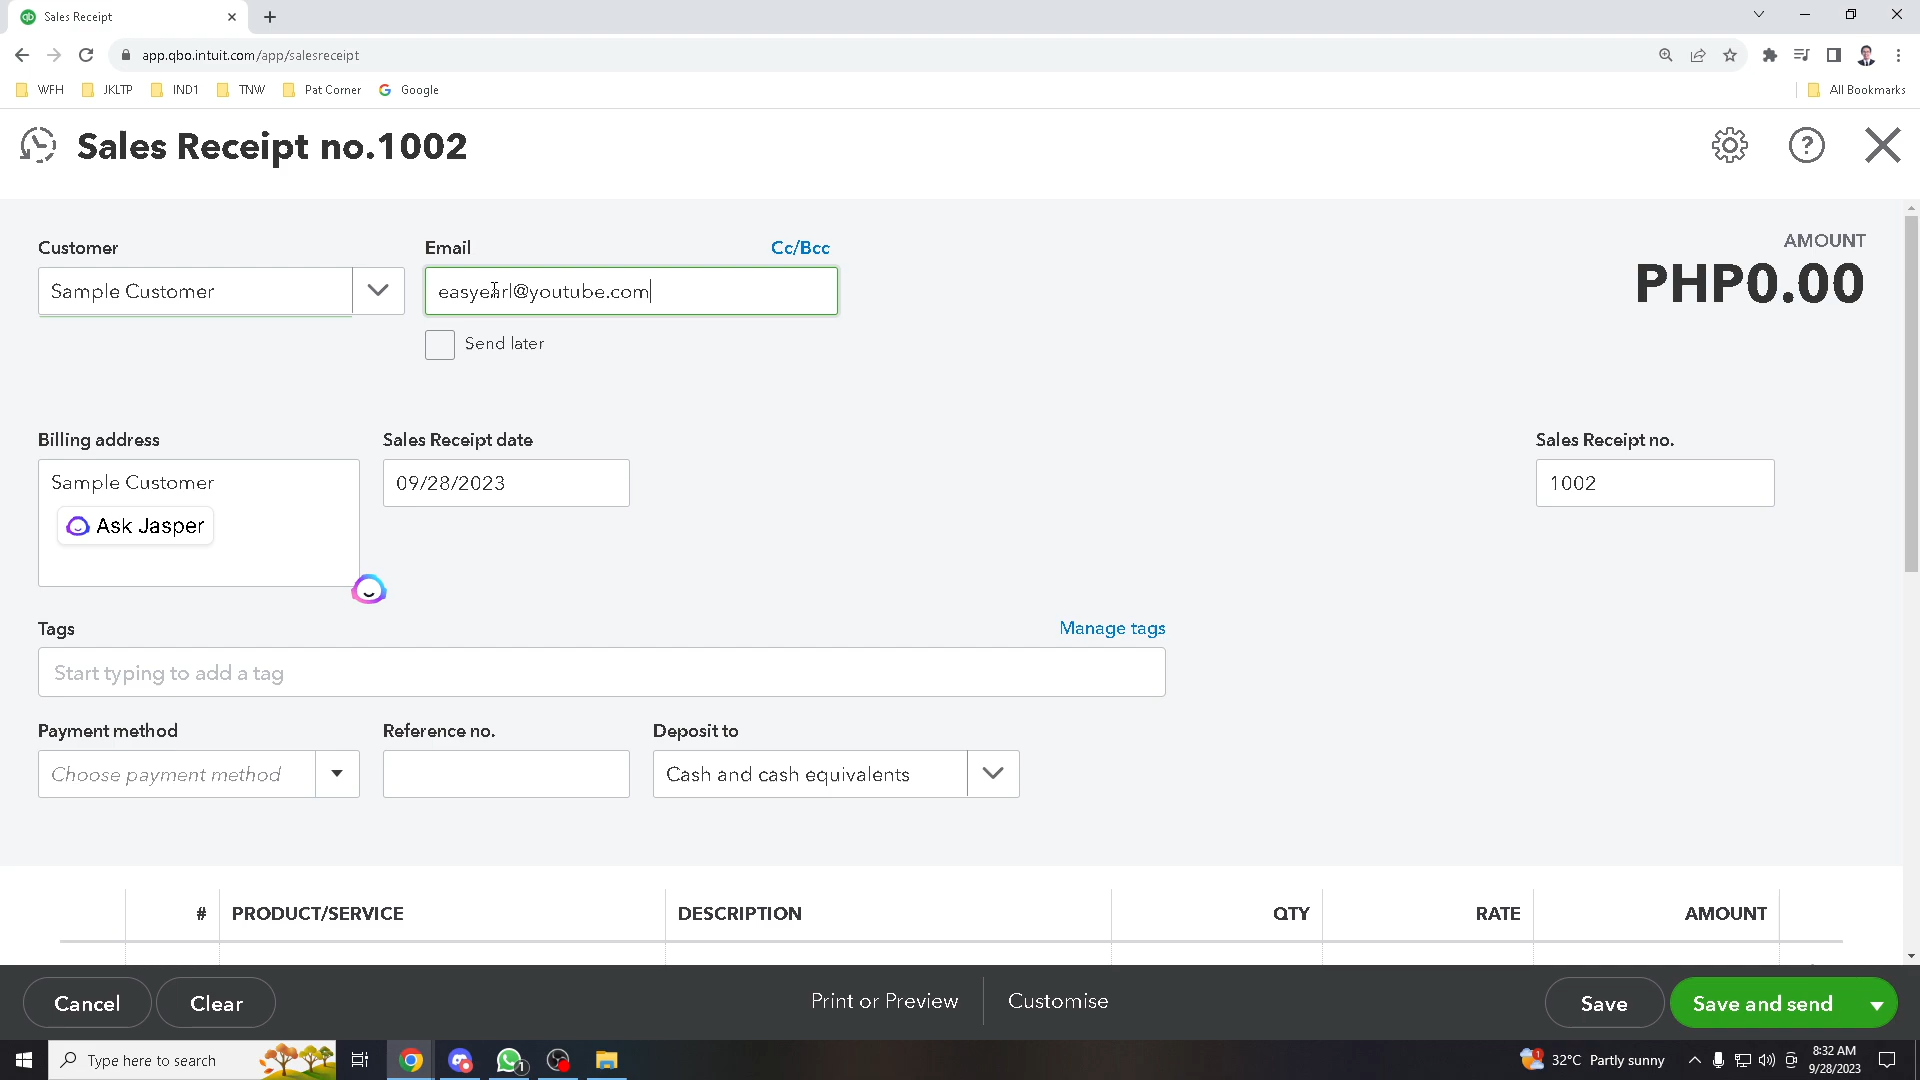 Sales Receipt
app.qbo.intuit.com/app/salesreceipt
WFH
JKLTP
IND1
TNW
Pat Corner
Google
All Bookmarks
Sales Receipt no.1002
Customer
Email
Cc/Bcc
AMOUNT
Sample Customer
easyearl@youtube.com
PHP0.00
Send later
Billing address
Sales Receipt date
Sales Receipt no.
Sample Customer
09/28/2023
1002
Ask Jasper
Tags
Manage tags
Start typing to add a tag
Payment method
Reference no.
Deposit to
Choose payment method
Cash and cash equivalents
# PRODUCT/SERVICE DESCRIPTION QTY RATE AMOUNT
Cancel
Clear
Print or Preview
Customise
Save
Save and send
Type here to search
32°C Partly sunny
8:32 AM
9/28/2023